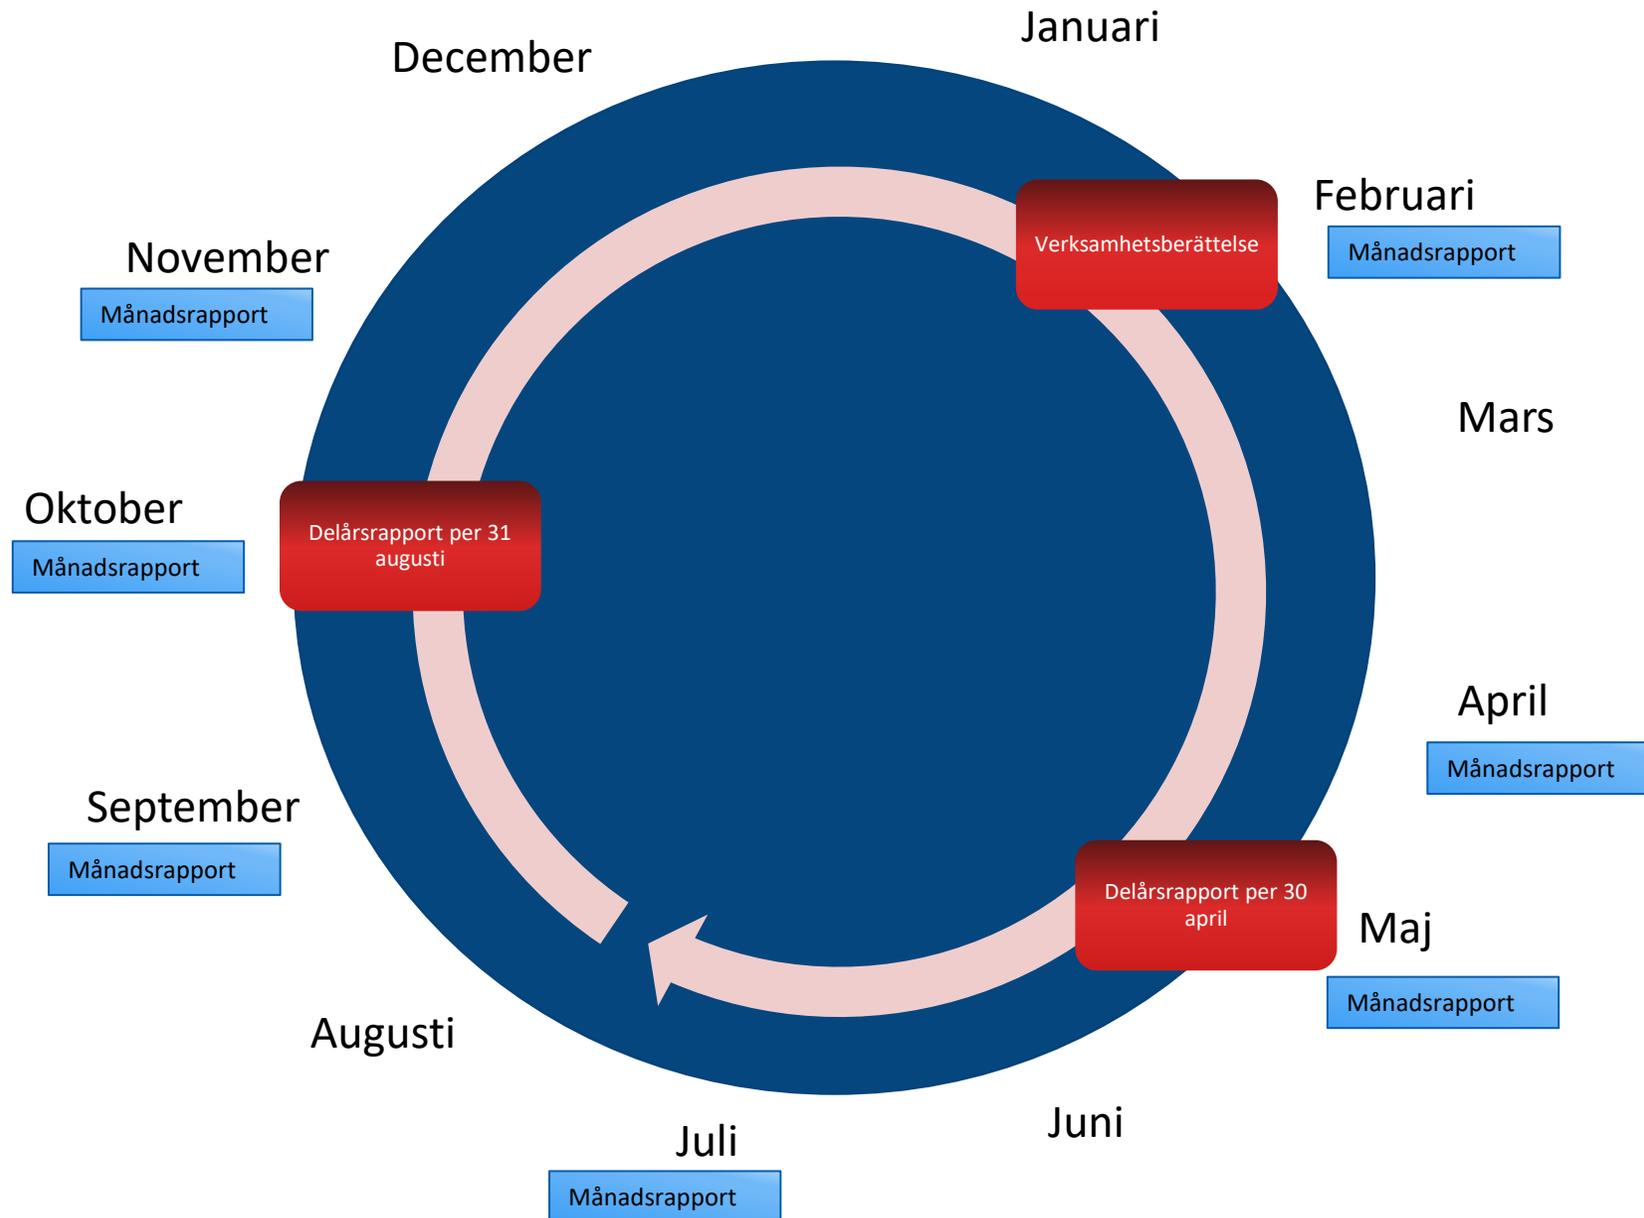 Januari
December
Februari
Verksamhetsberättelse
Månadsrapport
November
Månadsrapport
Mars
Oktober
Månadsrapport
Delårsrapport per 31
augusti
April
Månadsrapport
September
Månadsrapport
Delårsrapport per 30
april
Maj
Månadsrapport
Augusti
Juni
Juli
Månadsrapport